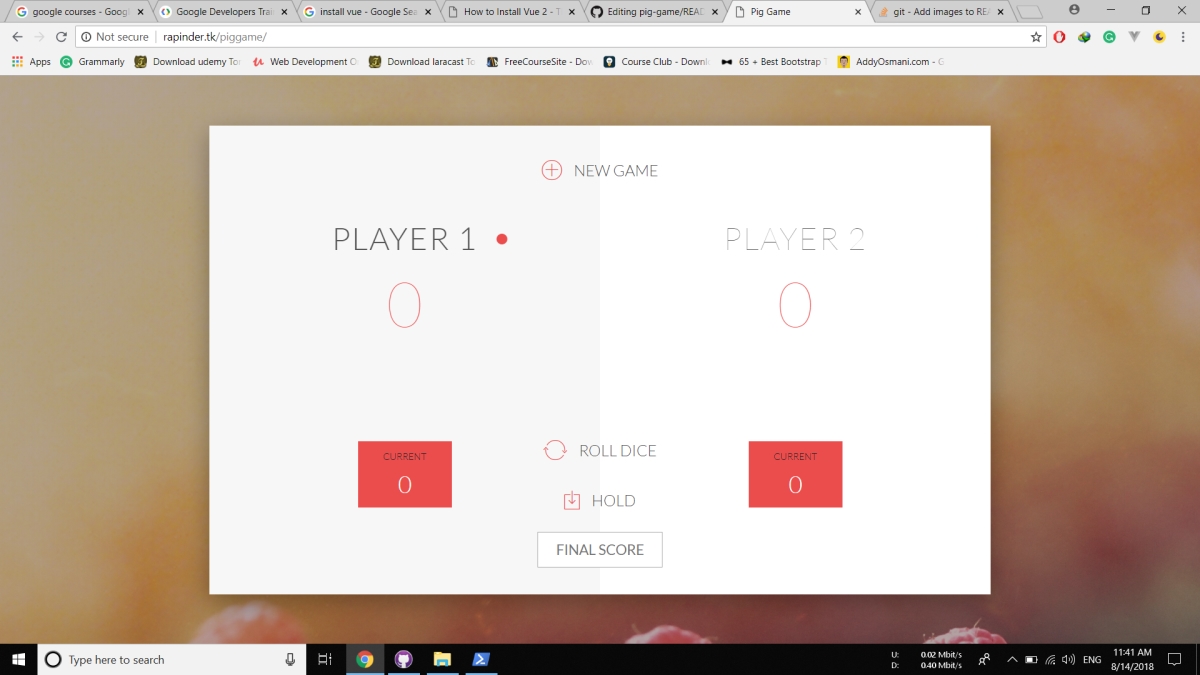 google courses - Goog
Google Developers Trai
install vue - Google Sea
How to Install Vue 2 - T
Editing pig-game/READ
Pig Game
git - Add images to RE
Not secure | rapinder.tk/piggame/
Apps
Grammarly
Download udemy To
Web Development C
Download laracast To
FreeCourseSite - Dow
Course Club - Downl
65 + Best Bootstrap
AddyOsmani.com - G
NEW GAME
PLAYER 1
PLAYER 2
0
0
CURRENT
0
ROLL DICE
CURRENT
0
HOLD
FINAL SCORE
Type here to search
U: 0.02 Mbit/s
D: 0.40 Mbit/s
ENG
11:41 AM
8/14/2018